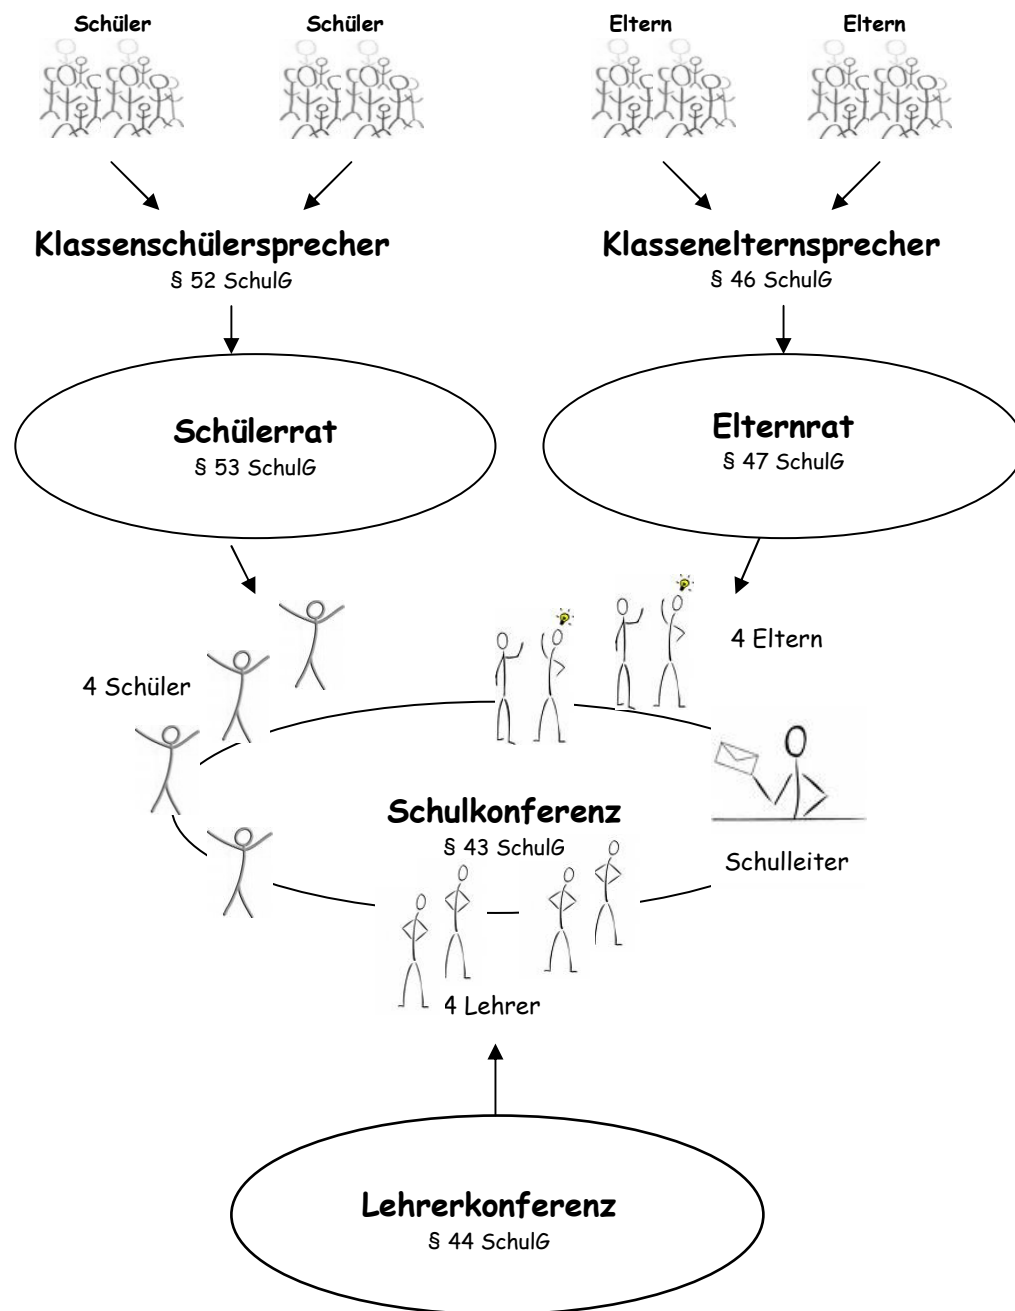 Schüler
Schüler
Eltern
Eltern
Klassenschülersprecher
§ 52 SchulG
Klassenelternsprecher
§ 46 SchulG
Schülerrat
§ 53 SchulG
Elternrat
§ 47 SchulG
4 Eltern
4 Schüler
Schulkonferenz
§ 43 SchulG
Schulleiter
4 Lehrer
Lehrerkonferenz
§ 44 SchulG